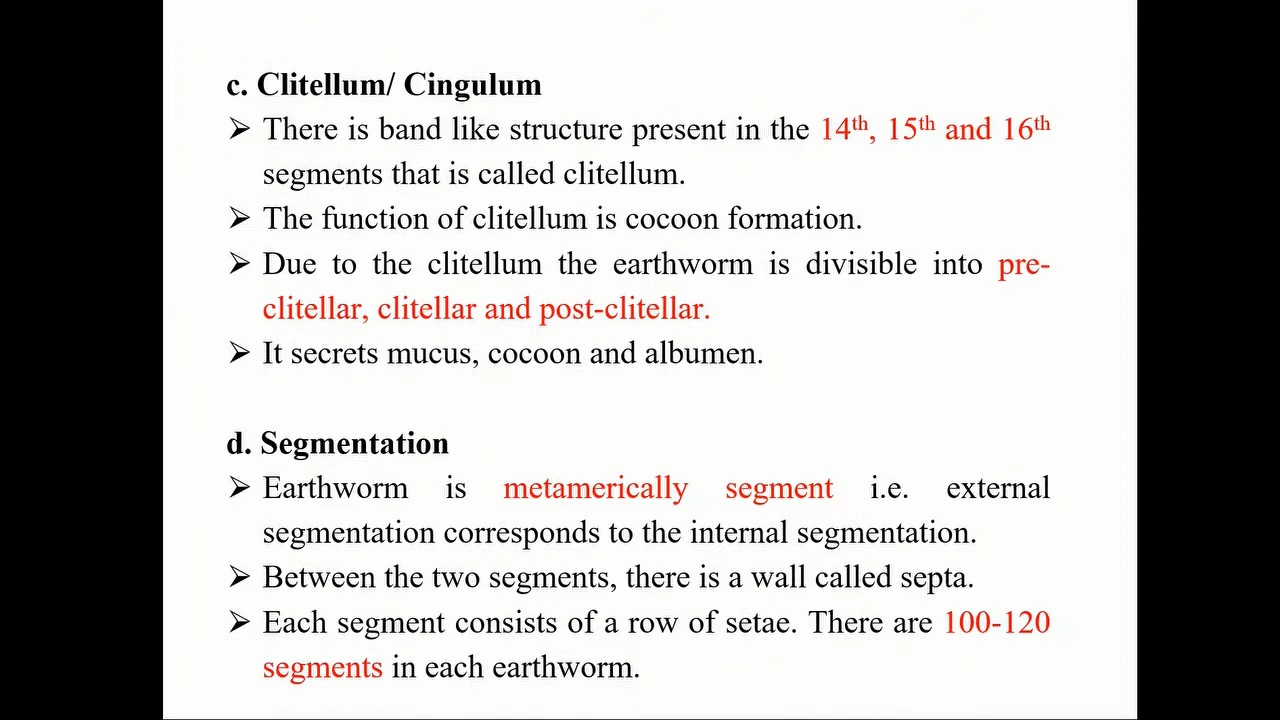 c. Clitellum/ Cingulum
➢ There is band like structure present in the 14th, 15th and 16th
segments that is called clitellum.
➢ The function of clitellum is cocoon formation.
➢ Due to the clitellum the earthworm is divisible into pre-
clitellar, clitellar and post-clitellar.
➢ It secrets mucus, cocoon and albumen.
d. Segmentation
➢ Earthworm is metamerically segment i.e. external
segmentation corresponds to the internal segmentation.
➢ Between the two segments, there is a wall called septa.
➢ Each segment consists of a row of setae. There are 100-120
segments in each earthworm.